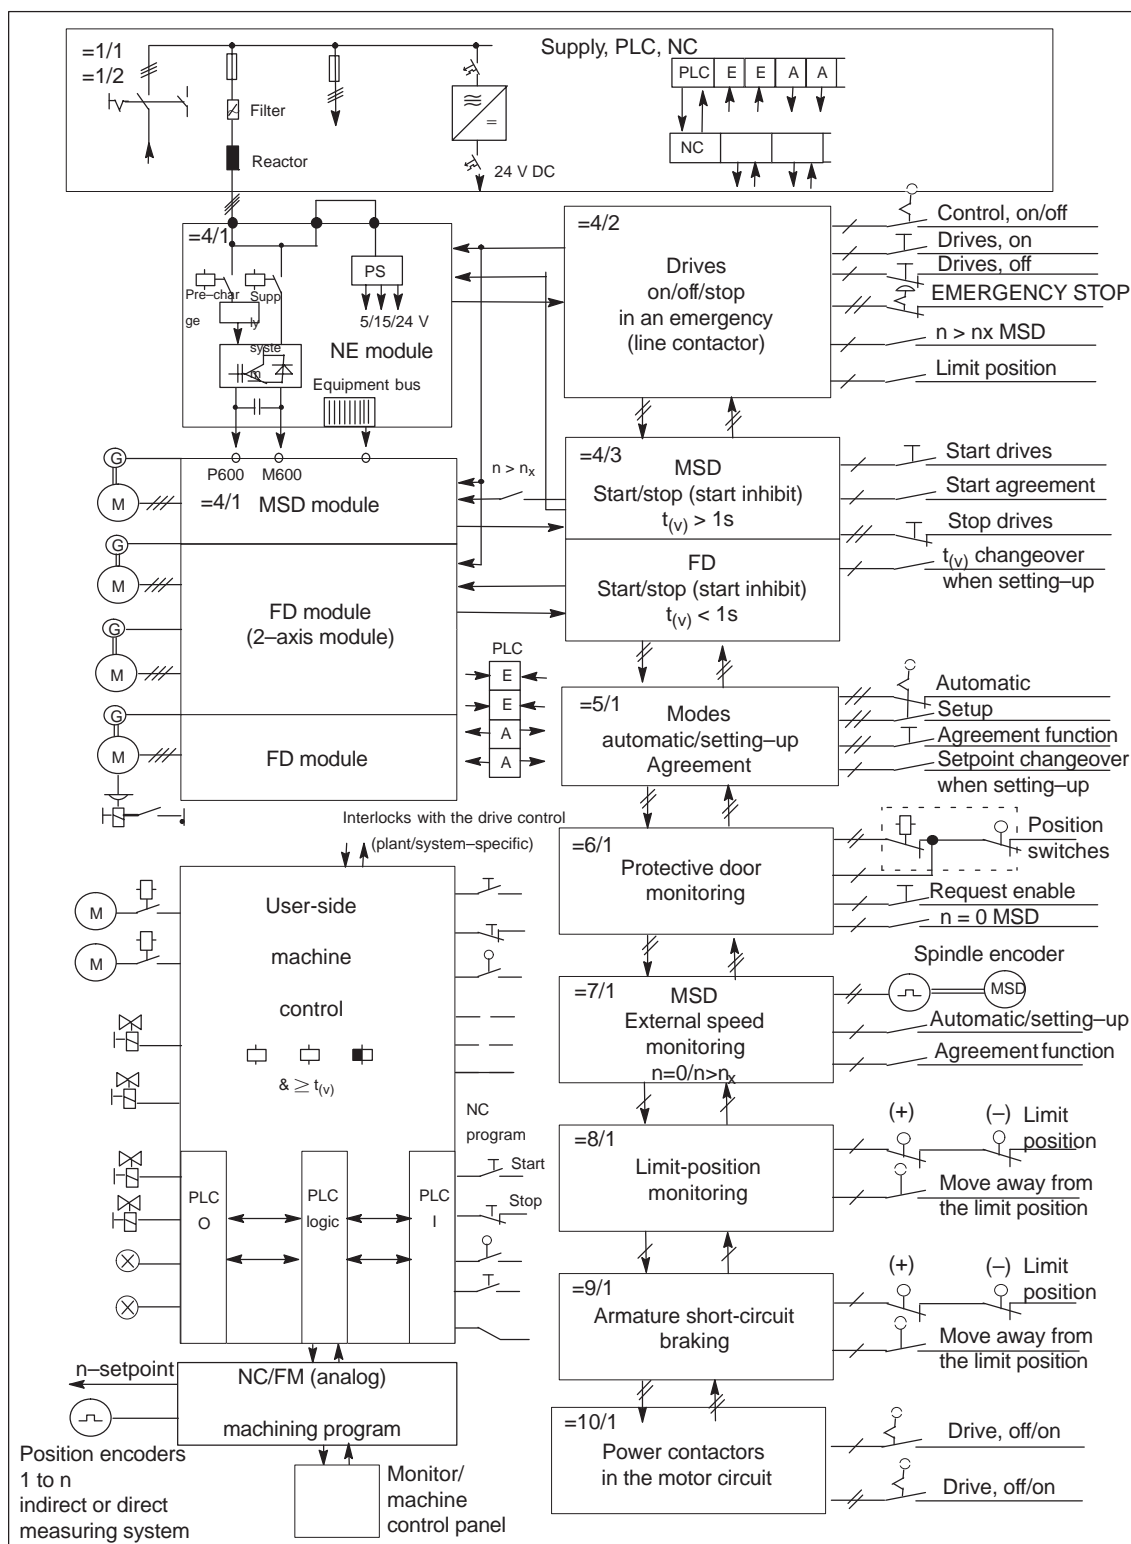 =1/1
=1/2
Supply, PLC, NC
PLC E E A A
Filter
NC
Reactor
24 V DC
=4/1
PS
Pre–char
ge
Supp
ly
syste
m
5/15/24 V
NE module
Equipment bus
=4/2
Drives
on/off/stop
in an emergency
(line contactor)
Control, on/off
Drives, on
Drives, off
EMERGENCY STOP
n > nx MSD
Limit position
G
M
P600 M600
=4/1
MSD module
n > nx
=4/3
MSD
Start/stop (start inhibit)
t(v) > 1s
FD
Start/stop (start inhibit)
t(v) < 1s
Start drives
Start agreement
Stop drives
t(v) changeover
when setting–up
G
M
FD module
(2–axis module)
G
M
PLC
E
E
A
A
G
M
FD module
=5/1
Modes
automatic/setting–up
Agreement
Automatic
Setup
Agreement function
Setpoint changeover
when setting–up
Interlocks with the drive control
(plant/system–specific)
=6/1
Protective door
monitoring
Position
switches
Request enable
n = 0 MSD
M
M
User-side
machine
control
& ≥ t(v)
=7/1
MSD
External speed
monitoring
n=0/n>nx
Spindle encoder
MSD
Automatic/setting–up
Agreement function
NC
program
Start
Stop
PLC
O
PLC
logic
PLC
I
=8/1
Limit-position
monitoring
(+) (–) Limit
position
Move away from
the limit position
=9/1
Armature short-circuit
braking
(+) (–) Limit
position
Move away from
the limit position
n–setpoint
NC/FM (analog)
machining program
Position encoders
1 to n
indirect or direct
measuring system
Monitor/
machine
control panel
=10/1
Power contactors
in the motor circuit
Drive, off/on
Drive, off/on